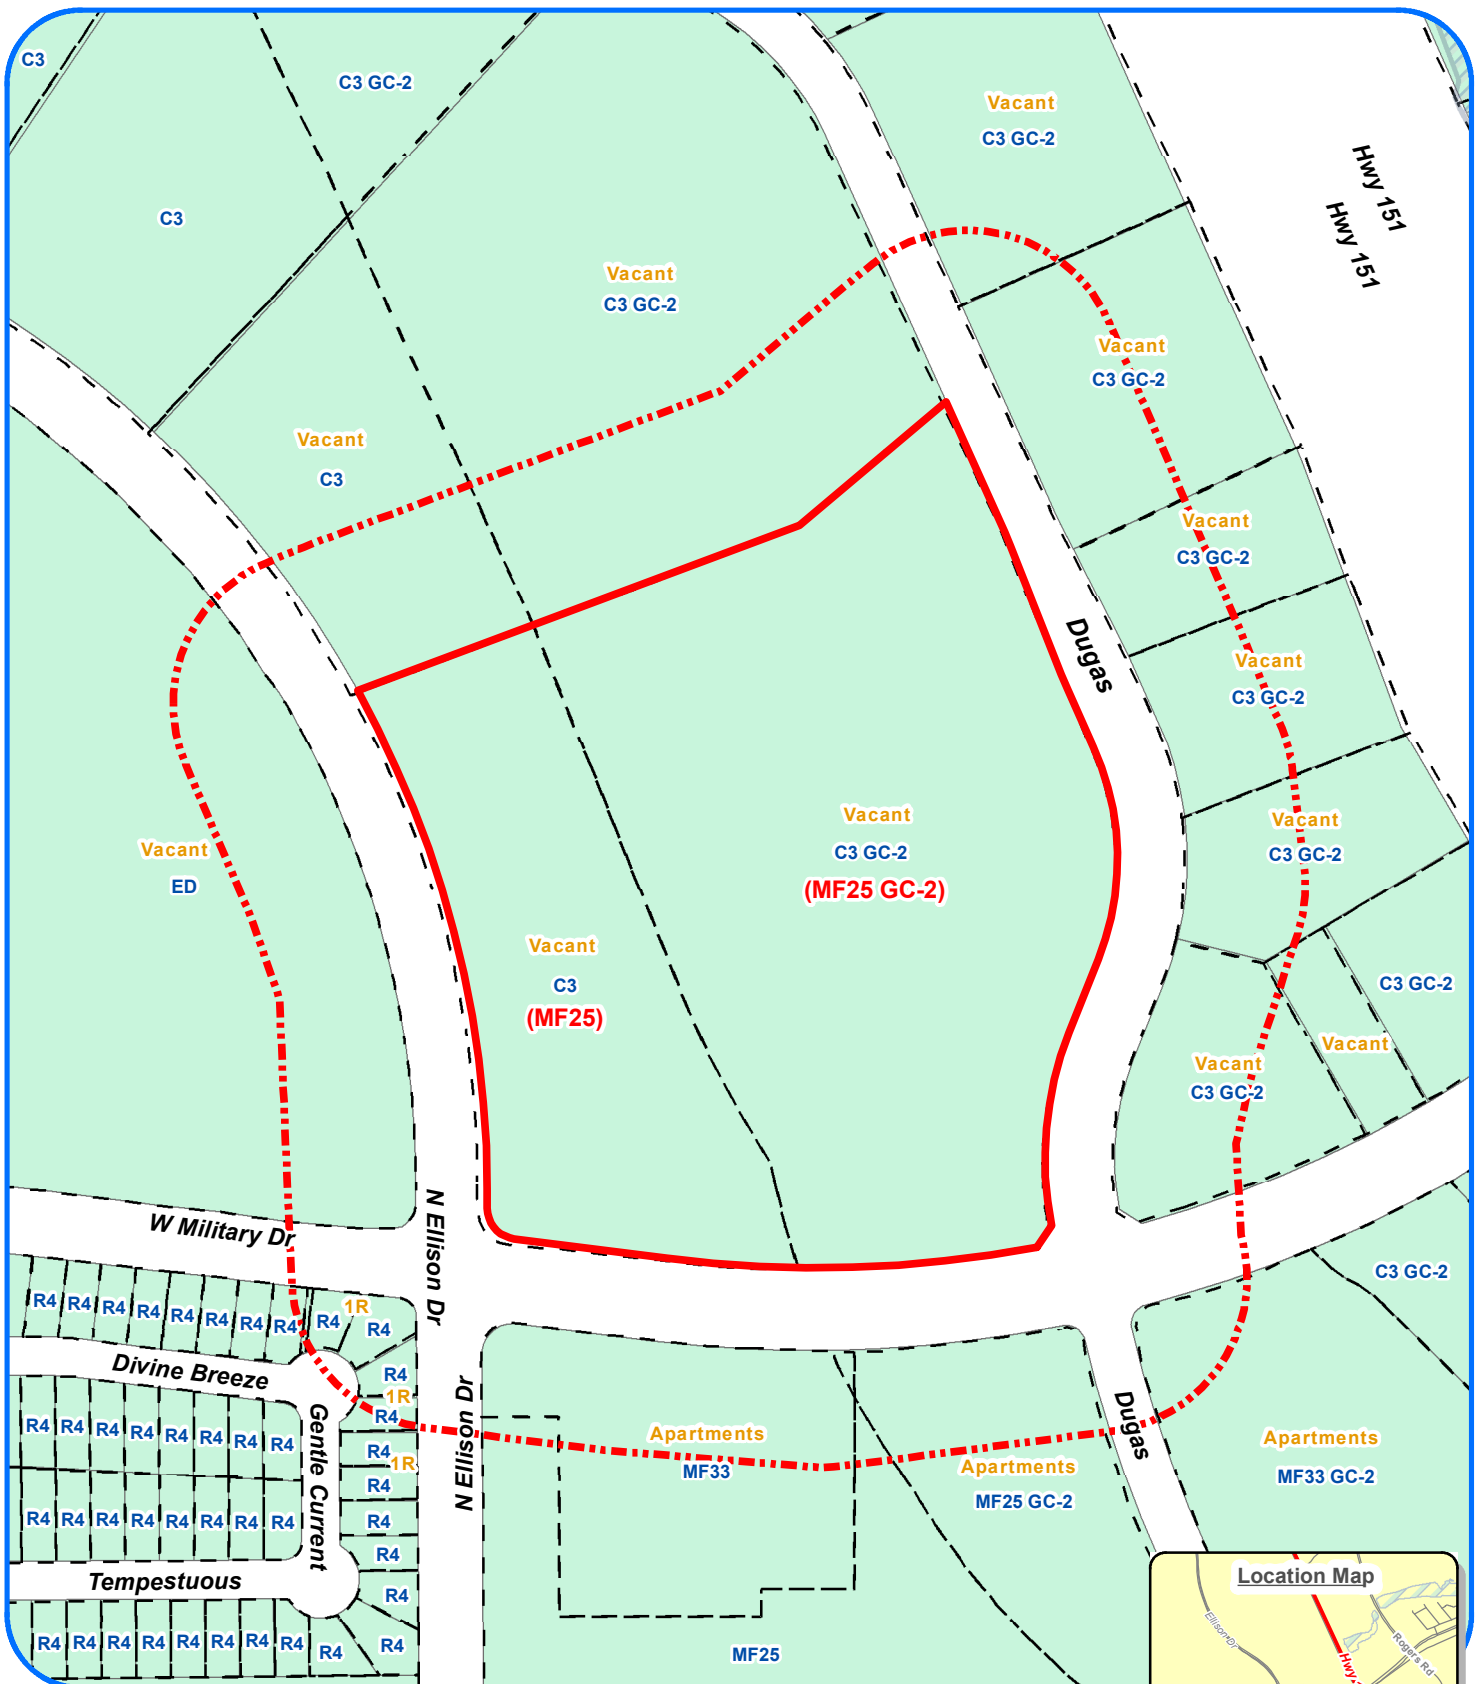 C3
C3 GC-2
Vacant
C3 GC-2
Hwy 151
Hwy 151
C3
Vacant
C3 GC-2
Vacant
C3 GC-2
Vacant
C3
Vacant
C3 GC-2
Dugas
Vacant
C3 GC-2
Vacant
C3 GC-2
(MF25 GC-2)
Vacant
C3 GC-2
Vacant
ED
Vacant
C3
(MF25)
C3 GC-2
Vacant
Vacant
C3 GC-2
W Military Dr
N Ellison Dr
C3 GC-2
R4 R4 R4 R4 R4 R4 R4 R4 R4
1R
R4
Divine Breeze
R4
1R
R4
N Ellison Dr
Dugas
Gentle Current
R4 R4 R4 R4 R4 R4 R4 R4
R4
1R
R4
Apartments
MF33
Apartments
MF25 GC-2
Apartments
MF33 GC-2
R4 R4 R4 R4 R4 R4 R4 R4
R4
R4
Tempestuous
R4
R4 R4 R4 R4 R4 R4 R4 R4 R4
R4
MF25
Location Map
Ellison Dr
Rogers Rd
Hwy